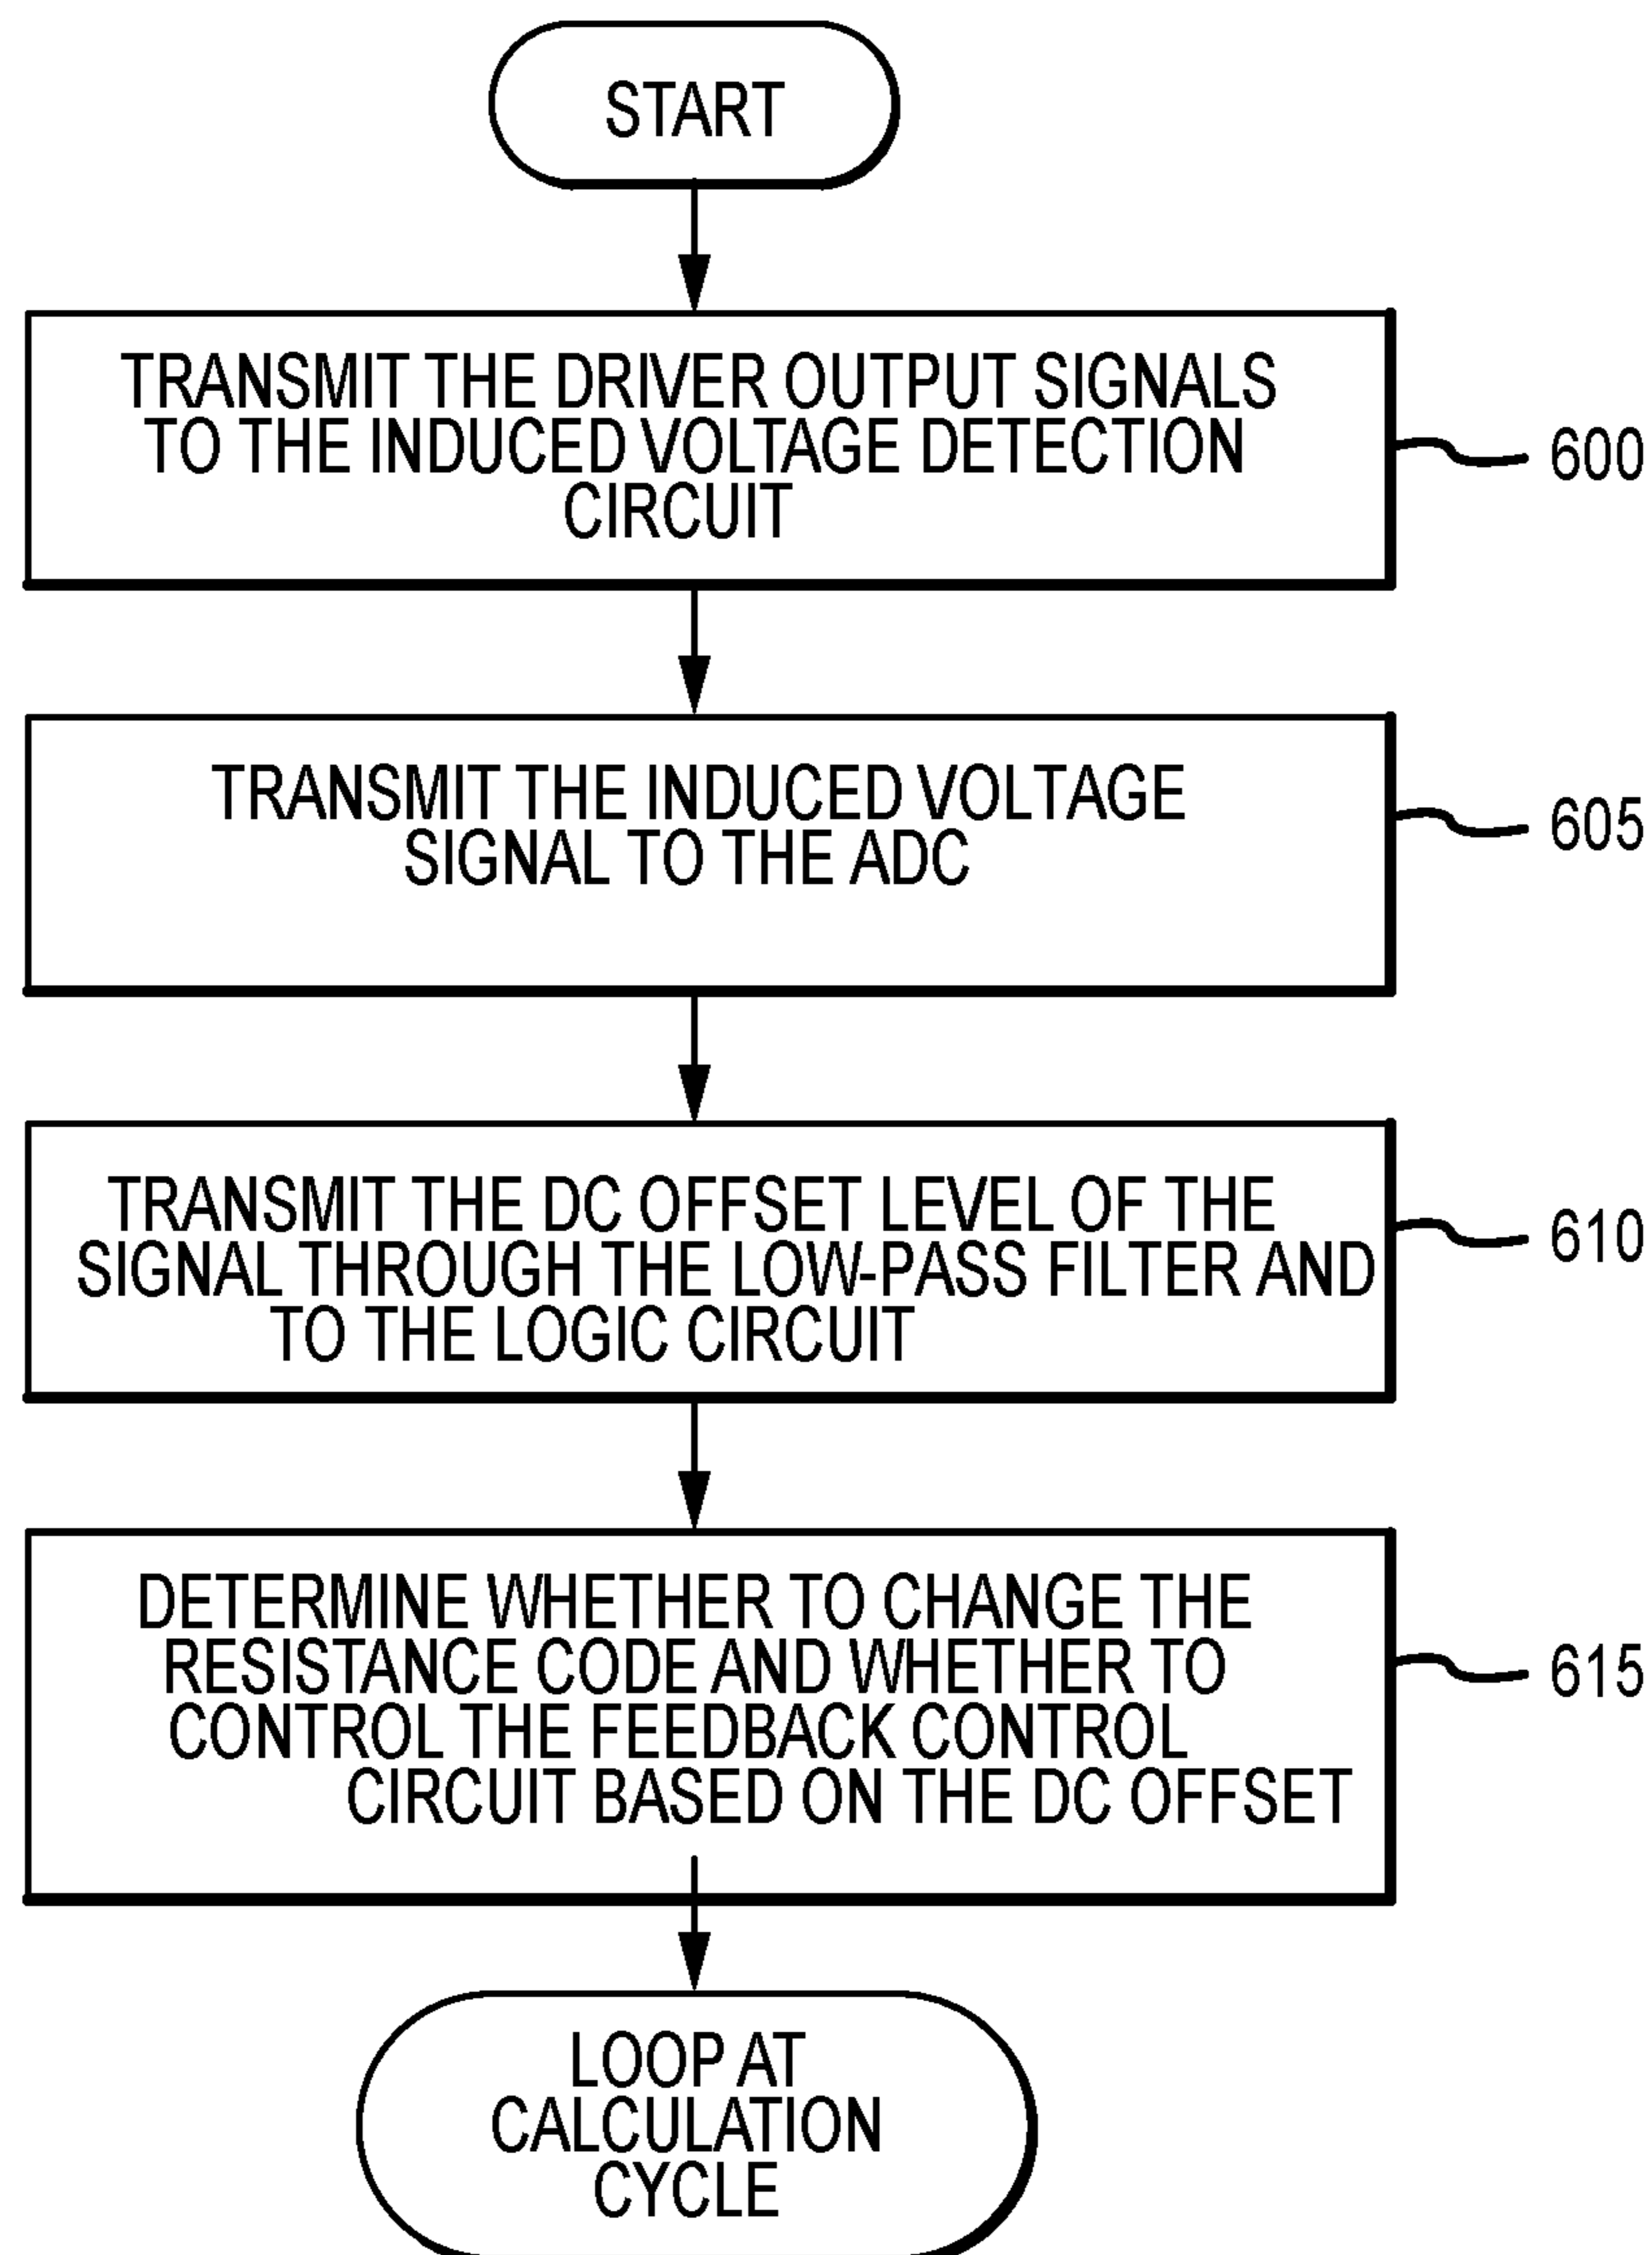 START
TRANSMIT THE DRIVER OUTPUT SIGNALS
TO THE INDUCED VOLTAGE DETECTION
CIRCUIT
600
TRANSMIT THE INDUCED VOLTAGE
SIGNAL TO THE ADC
605
TRANSMIT THE DC OFFSET LEVEL OF THE
SIGNAL THROUGH THE LOW-PASS FILTER AND
TO THE LOGIC CIRCUIT
610
DETERMINE WHETHER TO CHANGE THE
RESISTANCE CODE AND WHETHER TO
CONTROL THE FEEDBACK CONTROL
CIRCUIT BASED ON THE DC OFFSET
615
LOOP AT
CALCULATION
CYCLE